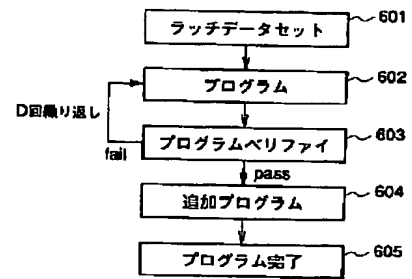 ラッチデータセット 601
プログラム 602
D回繰り返し
プログラムベリファイ 603
fail
pass
追加プログラム 604
プログラム完了 605